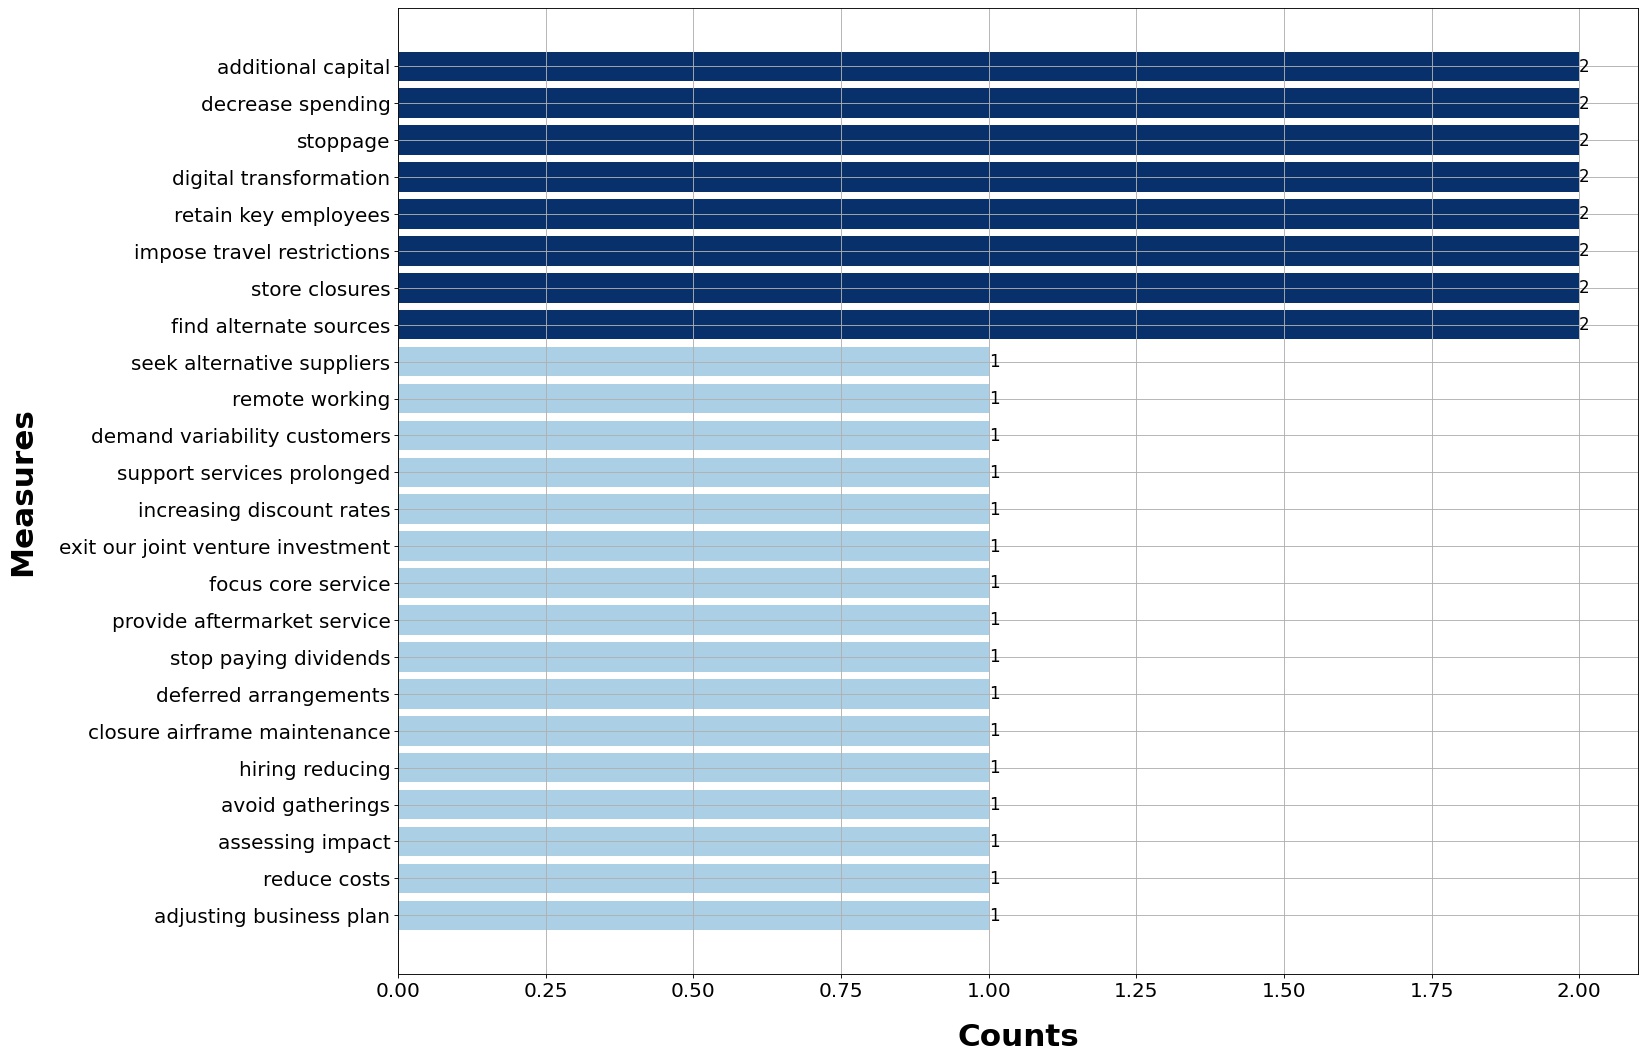 additional capital 2
decrease spending 2
stoppage 2
digital transformation 2
retain key employees 2
impose travel restrictions 2
store closures 2
find alternate sources 2
seek alternative suppliers 1
remote working 1
demand variability customers 1
support services prolonged 1
increasing discount rates 1
exit our joint venture investment 1
focus core service 1
provide aftermarket service 1
stop paying dividends 1
deferred arrangements 1
closure airframe maintenance 1
hiring reducing 1
avoid gatherings 1
assessing impact 1
reduce costs 1
adjusting business plan 1
Measures
0.00 0.25 0.50 0.75 1.00 1.25 1.50 1.75 2.00
Counts